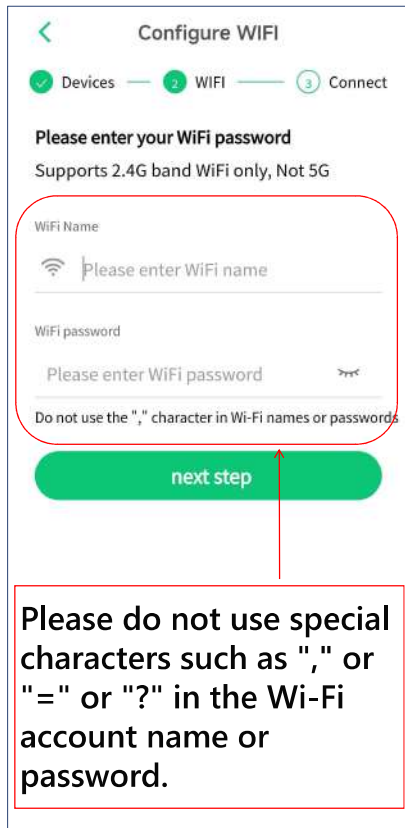 Configure WIFI
Devices 2 WIFI 3 Connect
Please enter your WiFi password
Supports 2.4G band WiFi only, Not 5G
WiFi Name
Please enter WiFi name
WiFi password
Please enter WiFi password
Do not use the "," character in Wi-Fi names or passwords
next step
Please do not use special
characters such as "," or
"=" or "?" in the Wi-Fi
account name or
password.